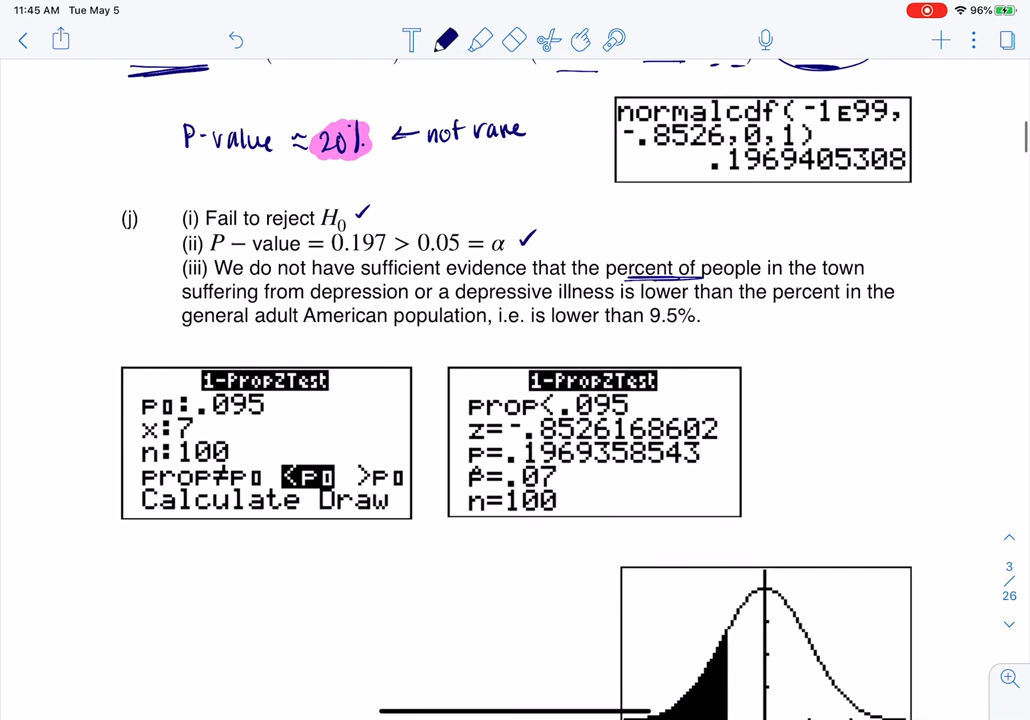 11:45 AM Tue May 5
96%
T
P-value ≈ 20% ← not rare
normalcdf(-1E99,
-.8526,0,1)
.1969405308
(j) (i) Fail to reject H₀ ✓
(ii) P − value = 0.197 > 0.05 = α ✓
(iii) We do not have sufficient evidence that the percent of people in the town
suffering from depression or a depressive illness is lower than the percent in the
general adult American population, i.e. is lower than 9.5%.
1-PropZTest
p₀:.095
x:7
n:100
prop≠p₀ <p₀ >p₀
Calculate Draw
1-PropZTest
prop<.095
z=-.8526168602
p=.1969358543
p̂=.07
n=100
3
/
26